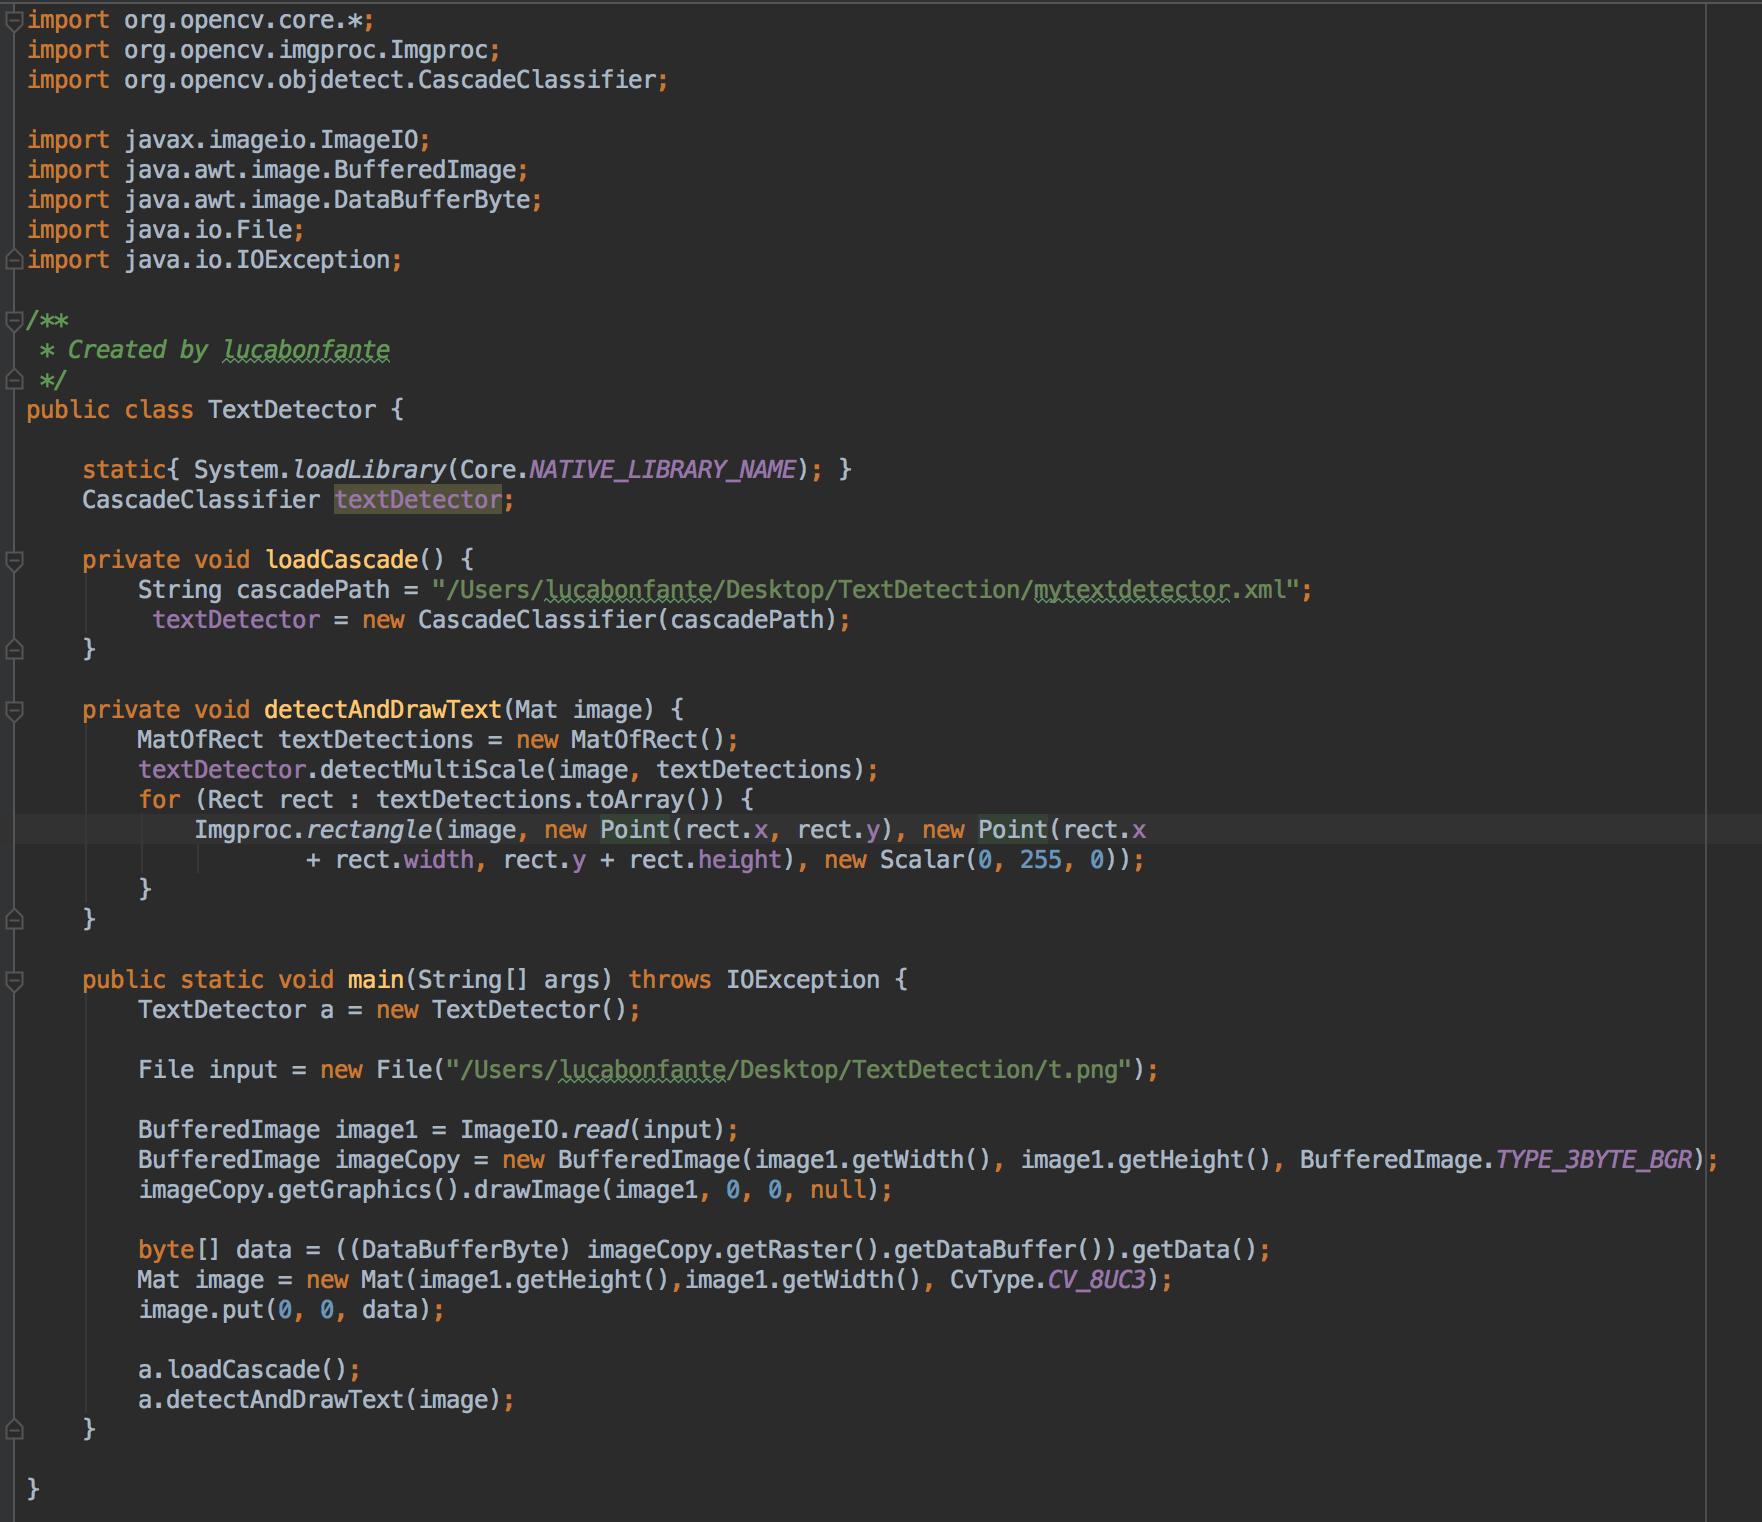 import org.opencv.core.*;
import org.opencv.imgproc.Imgproc;
import org.opencv.objdetect.CascadeClassifier;

import javax.imageio.ImageIO;
import java.awt.image.BufferedImage;
import java.awt.image.DataBufferByte;
import java.io.File;
import java.io.IOException;

/**
 * Created by lucabonfante
 */
public class TextDetector {

    static{ System.loadLibrary(Core.NATIVE_LIBRARY_NAME); }
    CascadeClassifier textDetector;

    private void loadCascade() {
        String cascadePath = "/Users/lucabonfante/Desktop/TextDetection/mytextdetector.xml";
         textDetector = new CascadeClassifier(cascadePath);
    }

    private void detectAndDrawText(Mat image) {
        MatOfRect textDetections = new MatOfRect();
        textDetector.detectMultiScale(image, textDetections);
        for (Rect rect : textDetections.toArray()) {
            Imgproc.rectangle(image, new Point(rect.x, rect.y), new Point(rect.x
                    + rect.width, rect.y + rect.height), new Scalar(0, 255, 0));
        }
    }

    public static void main(String[] args) throws IOException {
        TextDetector a = new TextDetector();

        File input = new File("/Users/lucabonfante/Desktop/TextDetection/t.png");

        BufferedImage image1 = ImageIO.read(input);
        BufferedImage imageCopy = new BufferedImage(image1.getWidth(), image1.getHeight(), BufferedImage.TYPE_3BYTE_BGR);
        imageCopy.getGraphics().drawImage(image1, 0, 0, null);

        byte[] data = ((DataBufferByte) imageCopy.getRaster().getDataBuffer()).getData();
        Mat image = new Mat(image1.getHeight(),image1.getWidth(), CvType.CV_8UC3);
        image.put(0, 0, data);

        a.loadCascade();
        a.detectAndDrawText(image);
    }

}